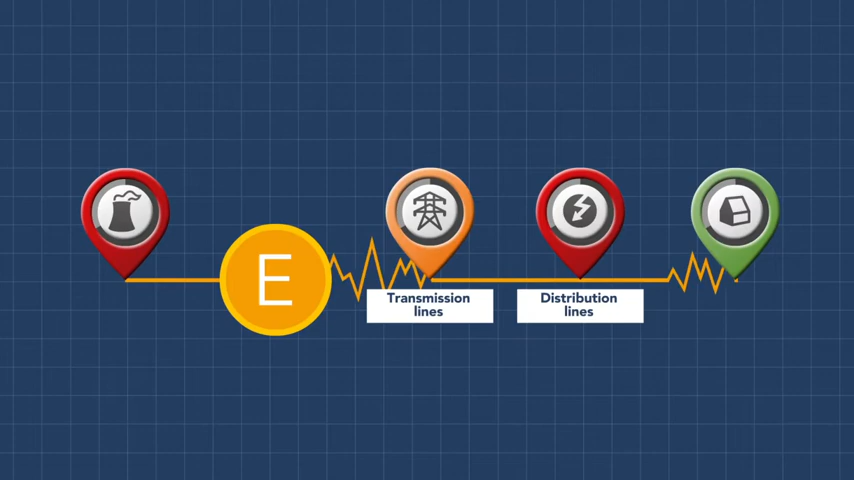 E
Transmission
lines
Distribution
lines